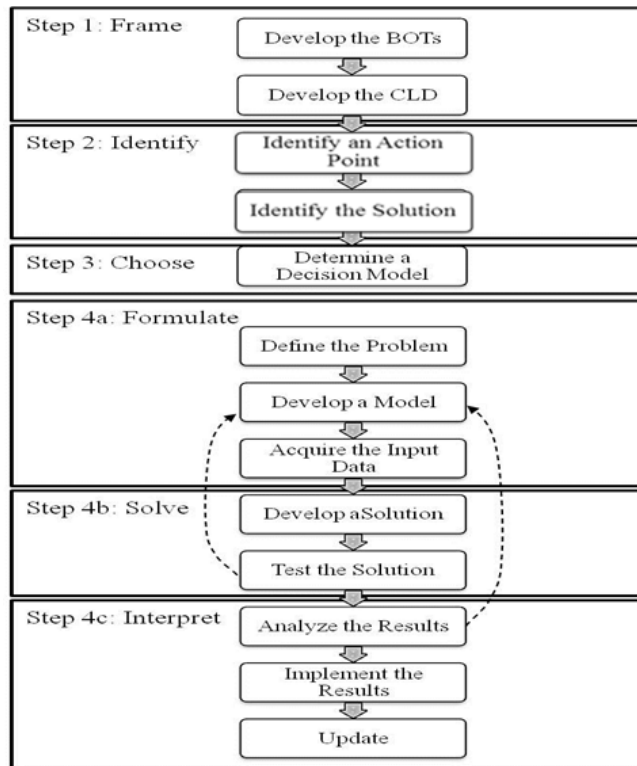 Step 1: Frame
Develop the BOTs
Develop the CLD
Step 2: Identify
Identify an Action
Point
Identify the Solution
Step 3: Choose
Determine a
Decision Model
Step 4a: Formulate
Define the Problem
Develop a Model
Acquire the Input
Data
Step 4b: Solve
Develop aSolution
Test the Solution
Step 4c: Interpret
Analyze the Results
Implement the
Results
Update